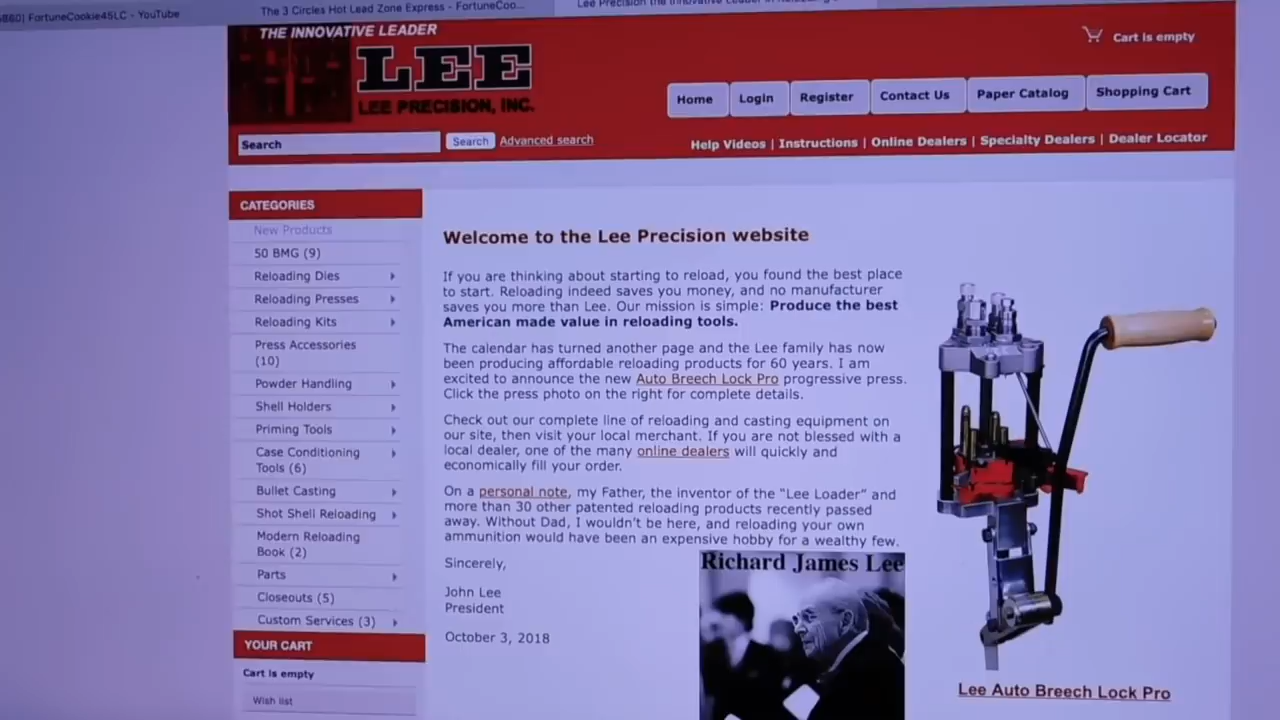 860| FortuneCookie45LC - YouTube
The 3 Circles Hot Lead Zone Express - FortuneCoo...
Lee Precision the Innovative Leader in Reloading
THE INNOVATIVE LEADER
LEE
LEE PRECISION, INC.
Cart is empty
Home
Login
Register
Contact Us
Paper Catalog
Shopping Cart
Search
Search
Advanced search
Help Videos | Instructions | Online Dealers | Specialty Dealers | Dealer Locator
CATEGORIES
New Products
50 BMG (9)
Reloading Dies
Reloading Presses
Reloading Kits
Press Accessories
(10)
Powder Handling
Shell Holders
Priming Tools
Case Conditioning
Tools (6)
Bullet Casting
Shot Shell Reloading
Modern Reloading
Book (2)
Parts
Closeouts (5)
Custom Services (3)
YOUR CART
Cart is empty
Wish list
Welcome to the Lee Precision website
If you are thinking about starting to reload, you found the best place
to start. Reloading indeed saves you money, and no manufacturer
saves you more than Lee. Our mission is simple: Produce the best
American made value in reloading tools.
The calendar has turned another page and the Lee family has now
been producing affordable reloading products for 60 years. I am
excited to announce the new Auto Breech Lock Pro progressive press.
Click the press photo on the right for complete details.
Check out our complete line of reloading and casting equipment on
our site, then visit your local merchant. If you are not blessed with a
local dealer, one of the many online dealers will quickly and
economically fill your order.
On a personal note, my Father, the inventor of the “Lee Loader” and
more than 30 other patented reloading products recently passed
away. Without Dad, I wouldn't be here, and reloading your own
ammunition would have been an expensive hobby for a wealthy few.
Sincerely,
John Lee
President
October 3, 2018
Richard James Lee
Lee Auto Breech Lock Pro